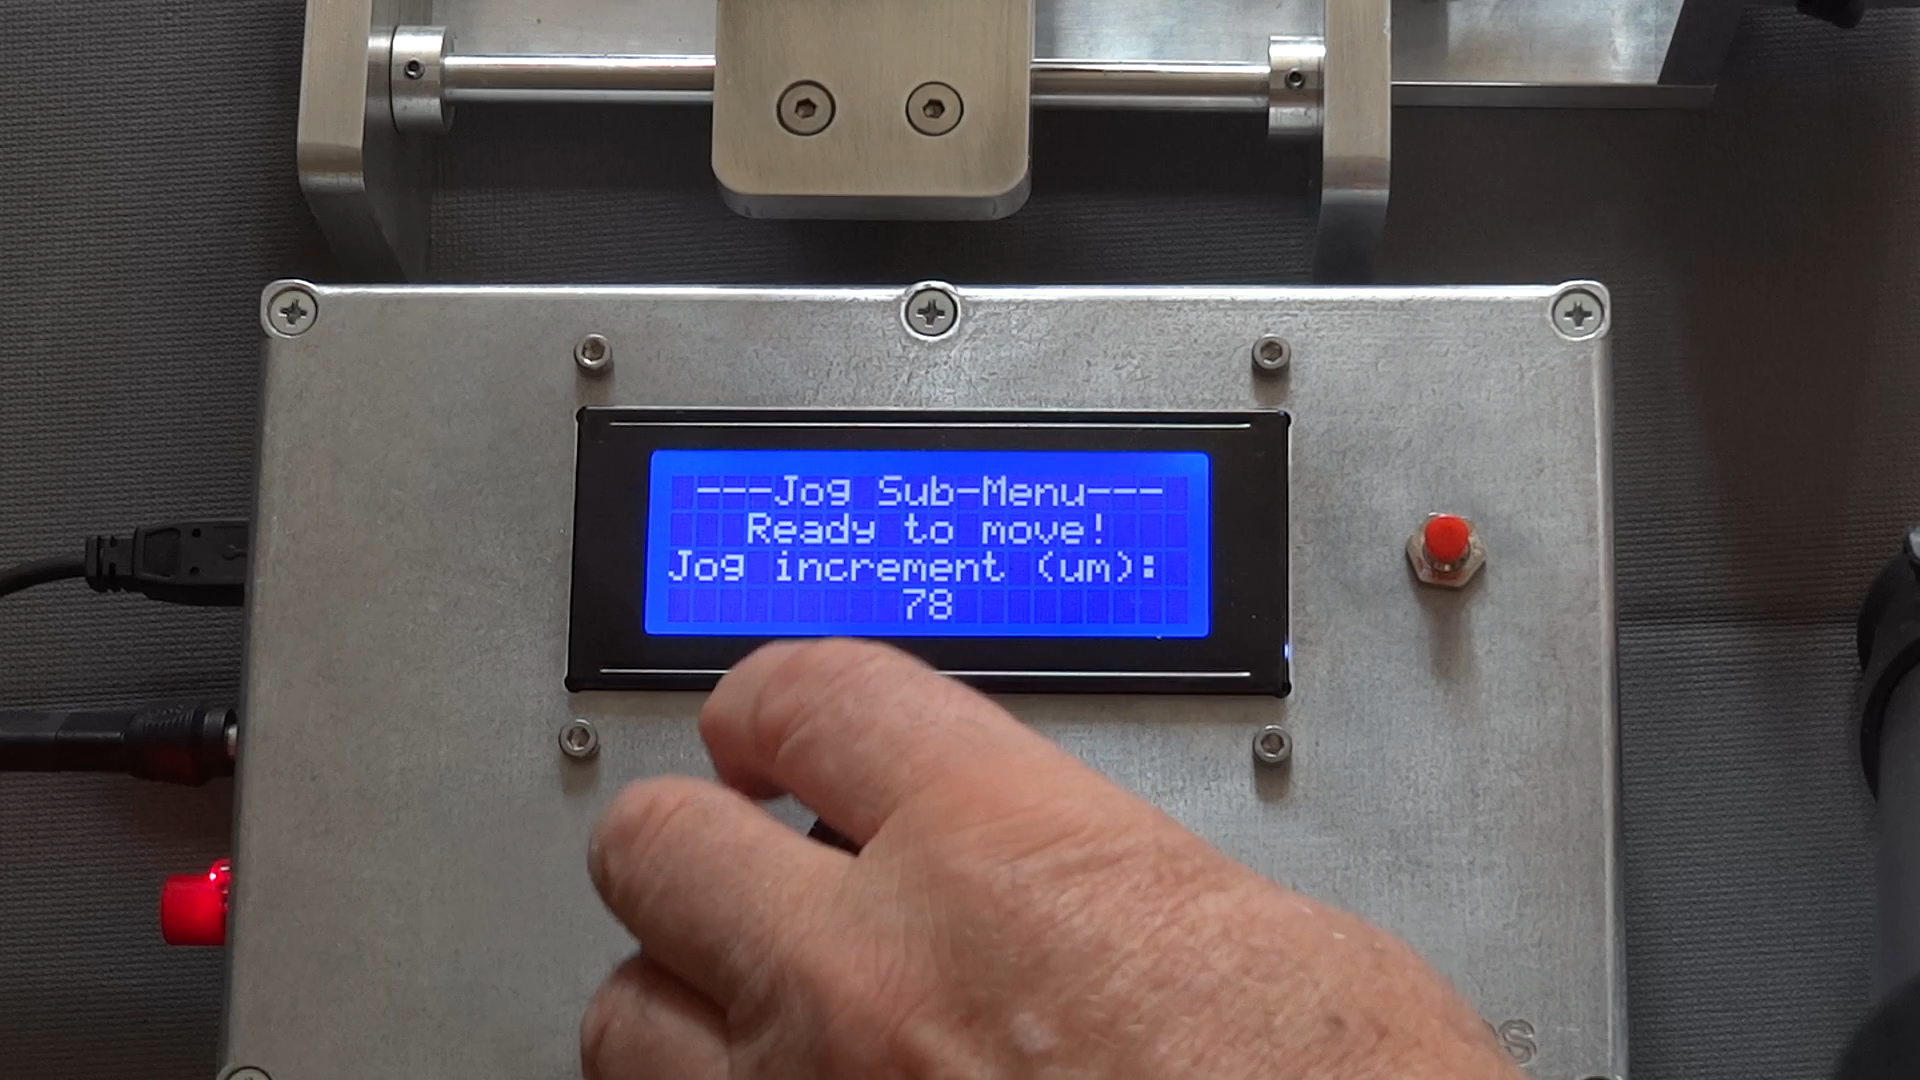 ---Jog Sub-Menu---
Ready to move!
Jog increment (um):
78